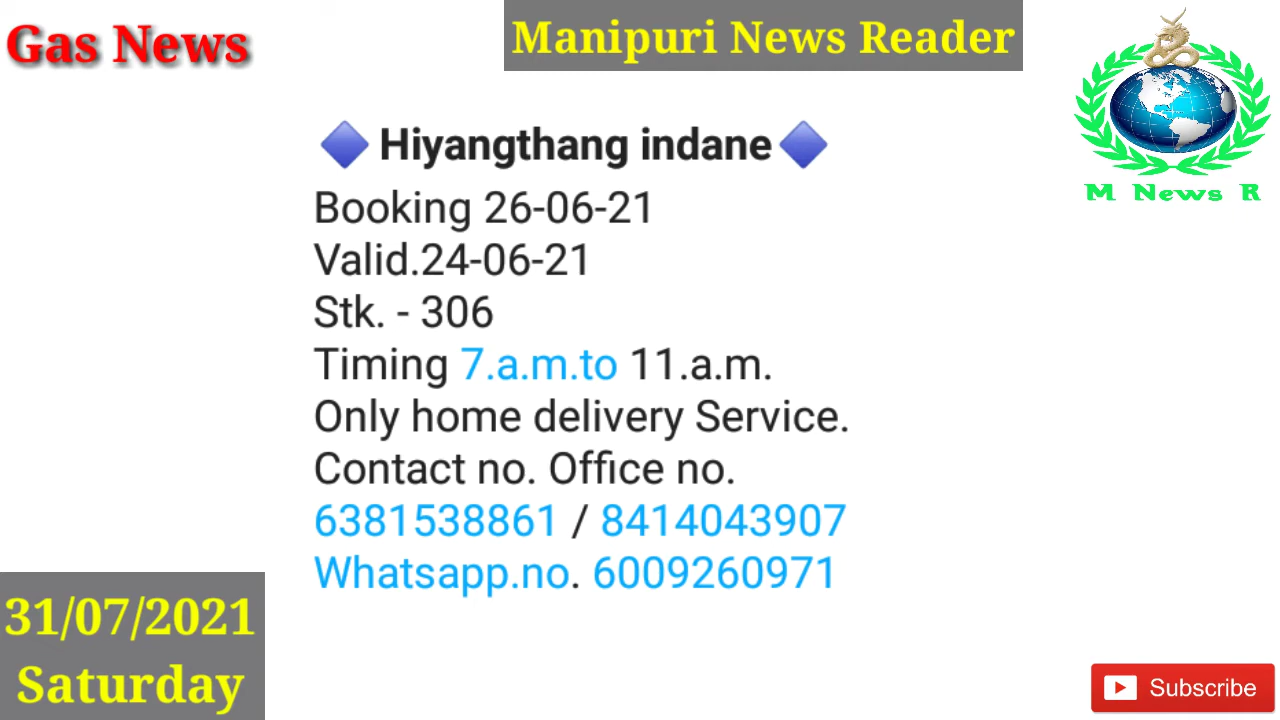 Gas News
Manipuri News Reader
M News R
Hiyangthang indane
Booking 26-06-21
Valid.24-06-21
Stk. - 306
Timing 7.a.m.to 11.a.m.
Only home delivery Service.
Contact no. Office no.
6381538861 / 8414043907
Whatsapp.no. 6009260971
31/07/2021
Saturday
Subscribe